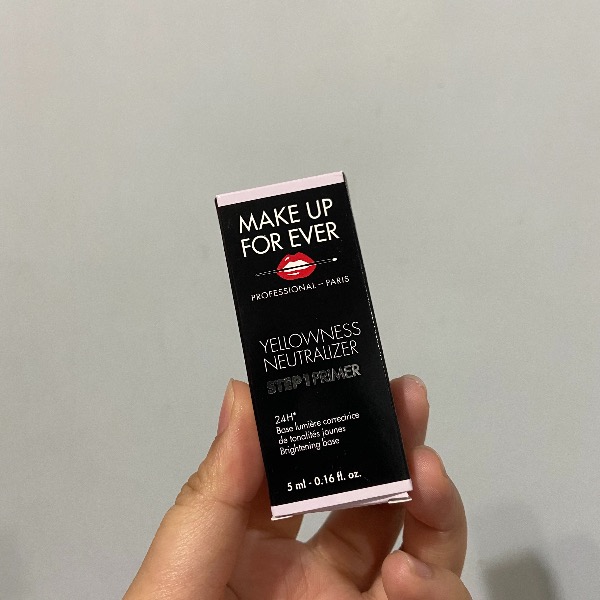 MAKE UP
FOR EVER
PROFESSIONAL – PARIS
YELLOWNESS
NEUTRALIZER
STEP 1 PRIMER
24H*
Base lumière correctrice
de tonalités jaunes
Brightening base
5 ml - 0.16 fl. oz.